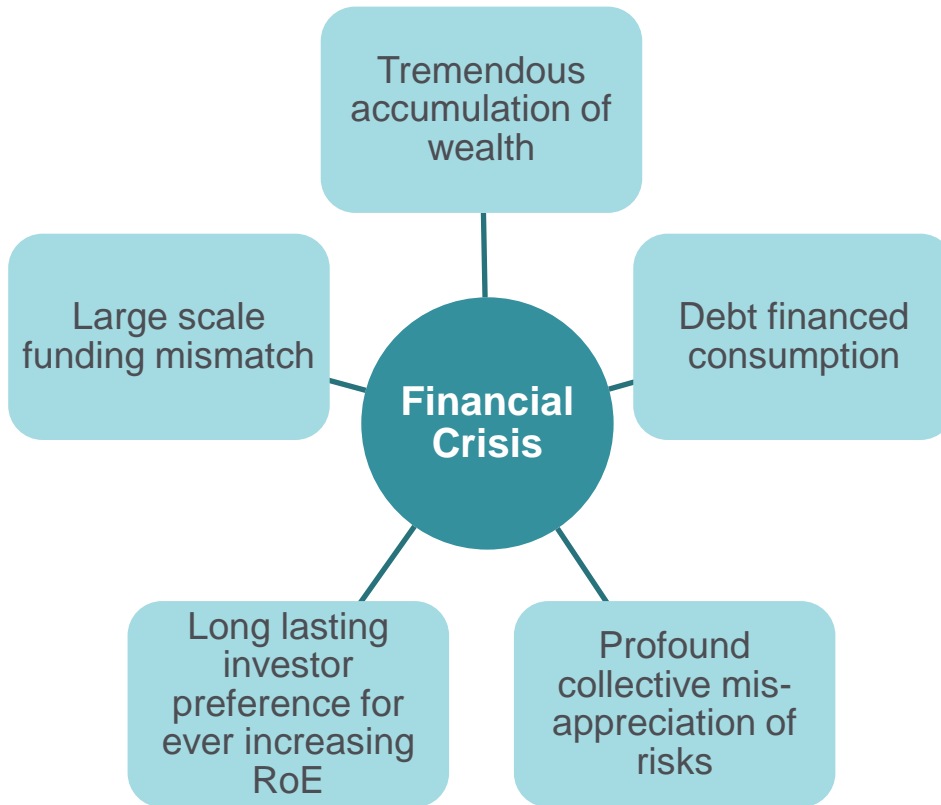 Tremendous
accumulation of
wealth
Large scale
funding mismatch
Debt financed
consumption
Financial
Crisis
Long lasting
investor
preference for
ever increasing
RoE
Profound
collective mis-
appreciation of
risks